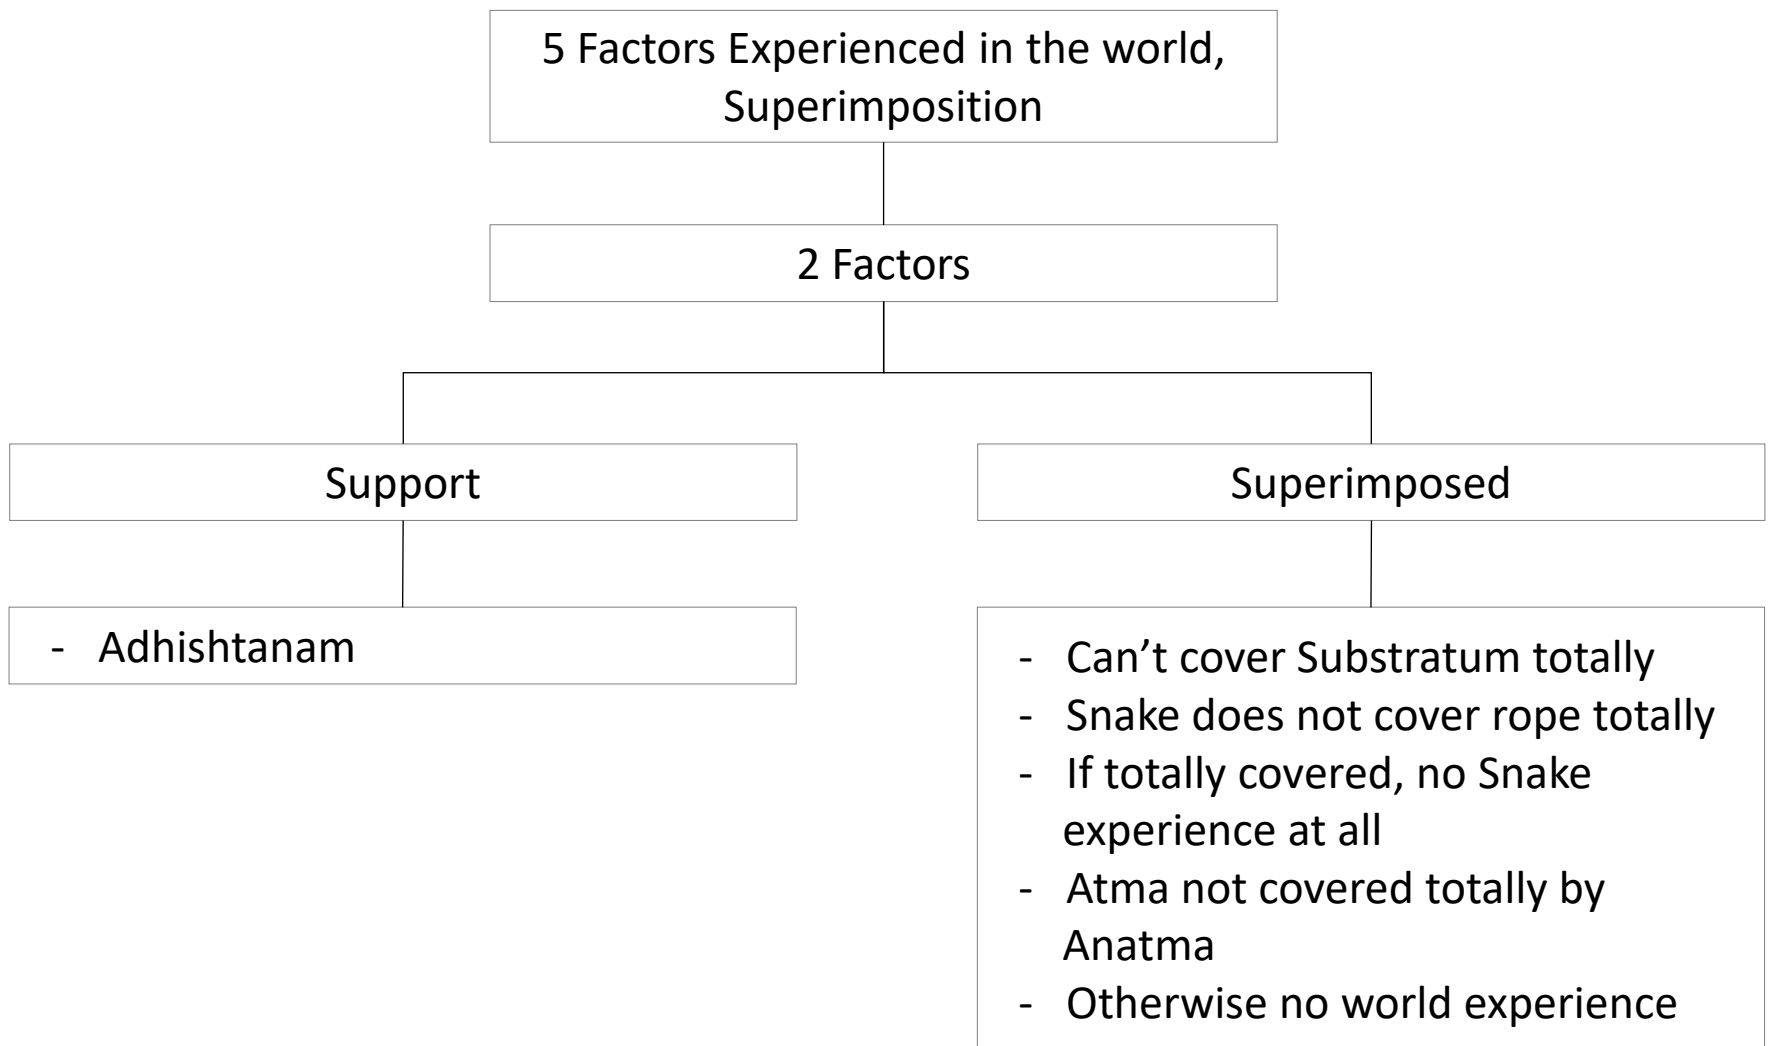 5 Factors Experienced in the world,
Superimposition
2 Factors
Support
Superimposed
- Adhishtanam
- Can’t cover Substratum totally
- Snake does not cover rope totally
- If totally covered, no Snake
experience at all
- Atma not covered totally by
Anatma
- Otherwise no world experience